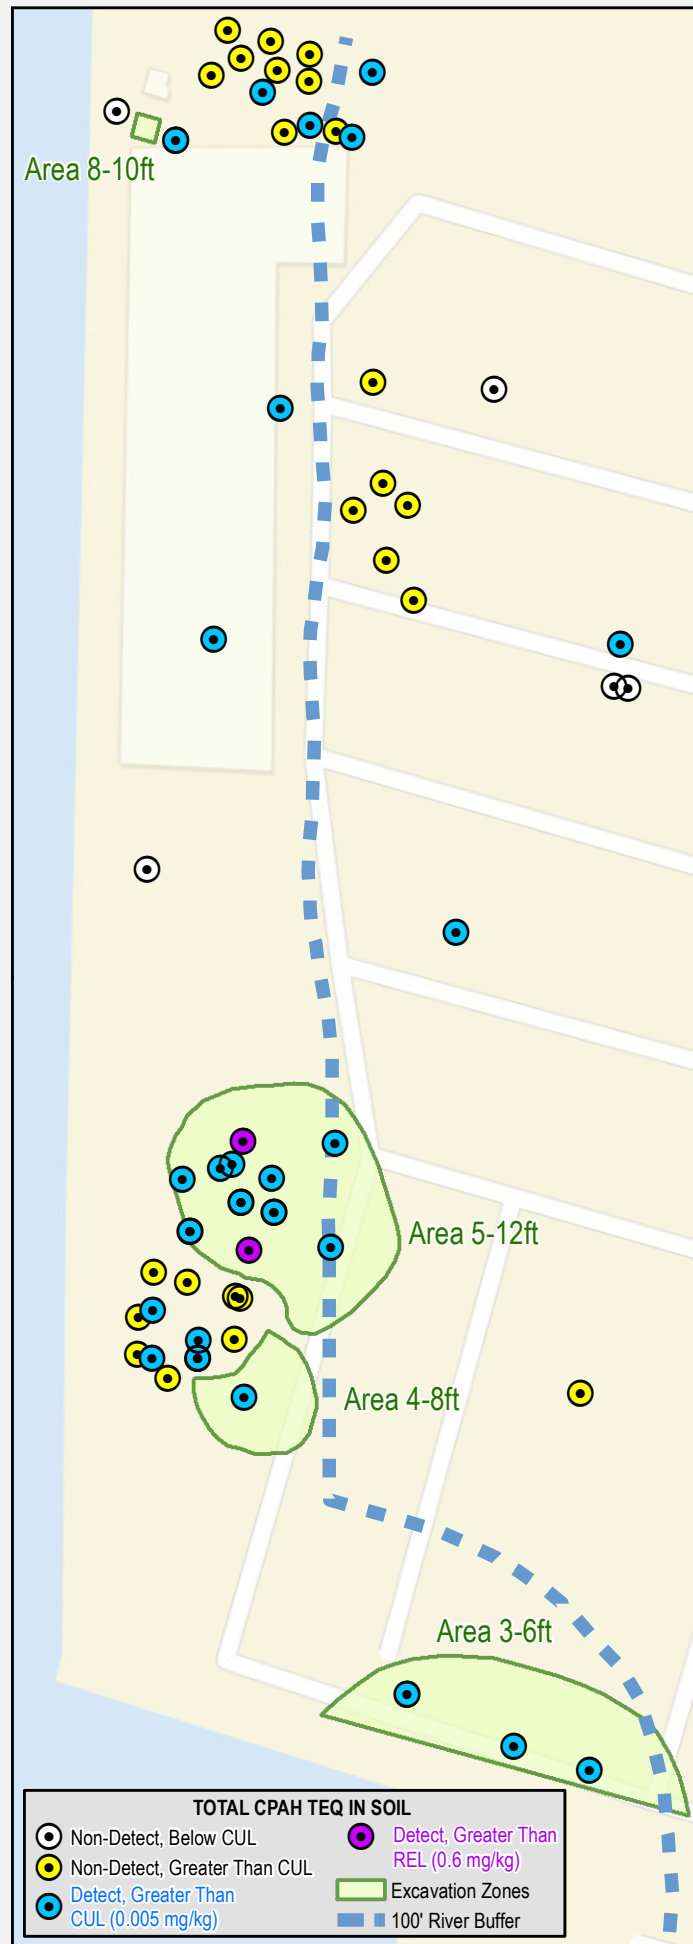 Area 8-10ft
Area 5-12ft
Area 4-8ft
Area 3-6ft
TOTAL CPAH TEQ IN SOIL
Non-Detect, Below CUL
Non-Detect, Greater Than CUL
Detect, Greater Than
CUL (0.005 mg/kg)
Detect, Greater Than
REL (0.6 mg/kg)
Excavation Zones
100' River Buffer